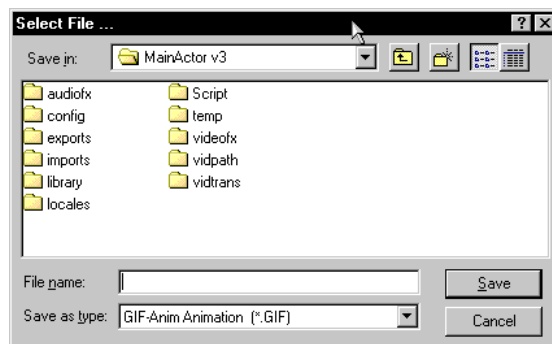 Select File ...
Save in: MainActor v3
audiofx Script
config temp
exports videofx
imports vidpath
library vidtrans
locales
File name: Save
Save as type: GIF-Anim Animation (*.GIF) Cancel